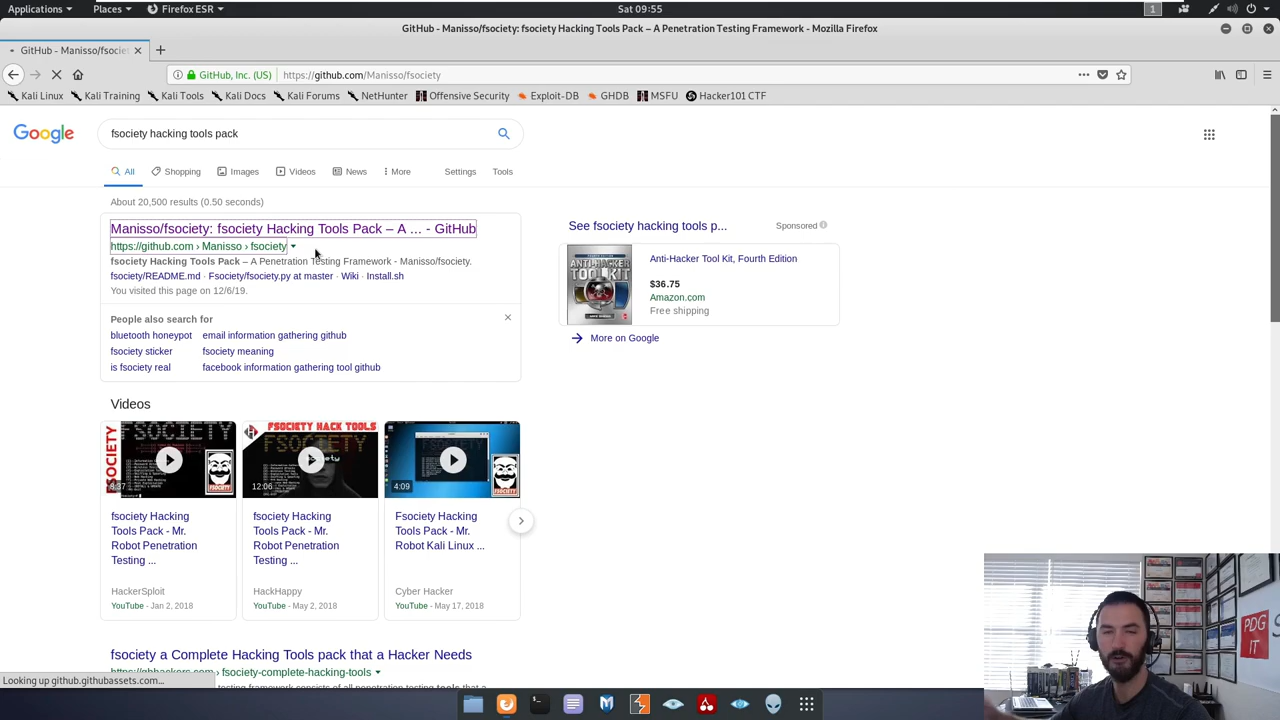 Applications
Places
Firefox ESR
Sat 09:55
1
GitHub - Manisso/fsociety: fsociety Hacking Tools Pack – A Penetration Testing Framework - Mozilla Firefox
GitHub - Manisso/fsociet
GitHub, Inc. (US)
https://github.com/Manisso/fsociety
Kali Linux
Kali Training
Kali Tools
Kali Docs
Kali Forums
NetHunter
Offensive Security
Exploit-DB
GHDB
MSFU
Hacker101 CTF
Google
fsociety hacking tools pack
All
Shopping
Images
Videos
News
More
Settings
Tools
About 20,500 results (0.50 seconds)
Manisso/fsociety: fsociety Hacking Tools Pack – A ... - GitHub
https://github.com › Manisso › fsociety
fsociety Hacking Tools Pack – A Penetration Testing Framework - Manisso/fsociety.
fsociety/README.md · Fsociety/fsociety.py at master · Wiki · Install.sh
You visited this page on 12/6/19.
People also search for
bluetooth honeypot
email information gathering github
fsociety sticker
fsociety meaning
is fsociety real
facebook information gathering tool github
See fsociety hacking tools p...
Sponsored
ANTI-HACKER
TOOL KIT
Anti-Hacker Tool Kit, Fourth Edition
$36.75
Amazon.com
Free shipping
More on Google
Videos
FSOCIETY HACK TOOLS
12:06
4:09
fsociety Hacking
Tools Pack - Mr.
Robot Penetration
Testing ...
HackerSploit
YouTube - Jan 2, 2018
fsociety Hacking
Tools Pack - Mr.
Robot Penetration
Testing ...
YouTube
Fsociety Hacking
Tools Pack - Mr.
Robot Kali Linux ...
YouTube - May 17, 2018
fsociety a Complete Hacking Tools
that a Hacker Needs
Looking up github.githubassets.com...
PDG
IT